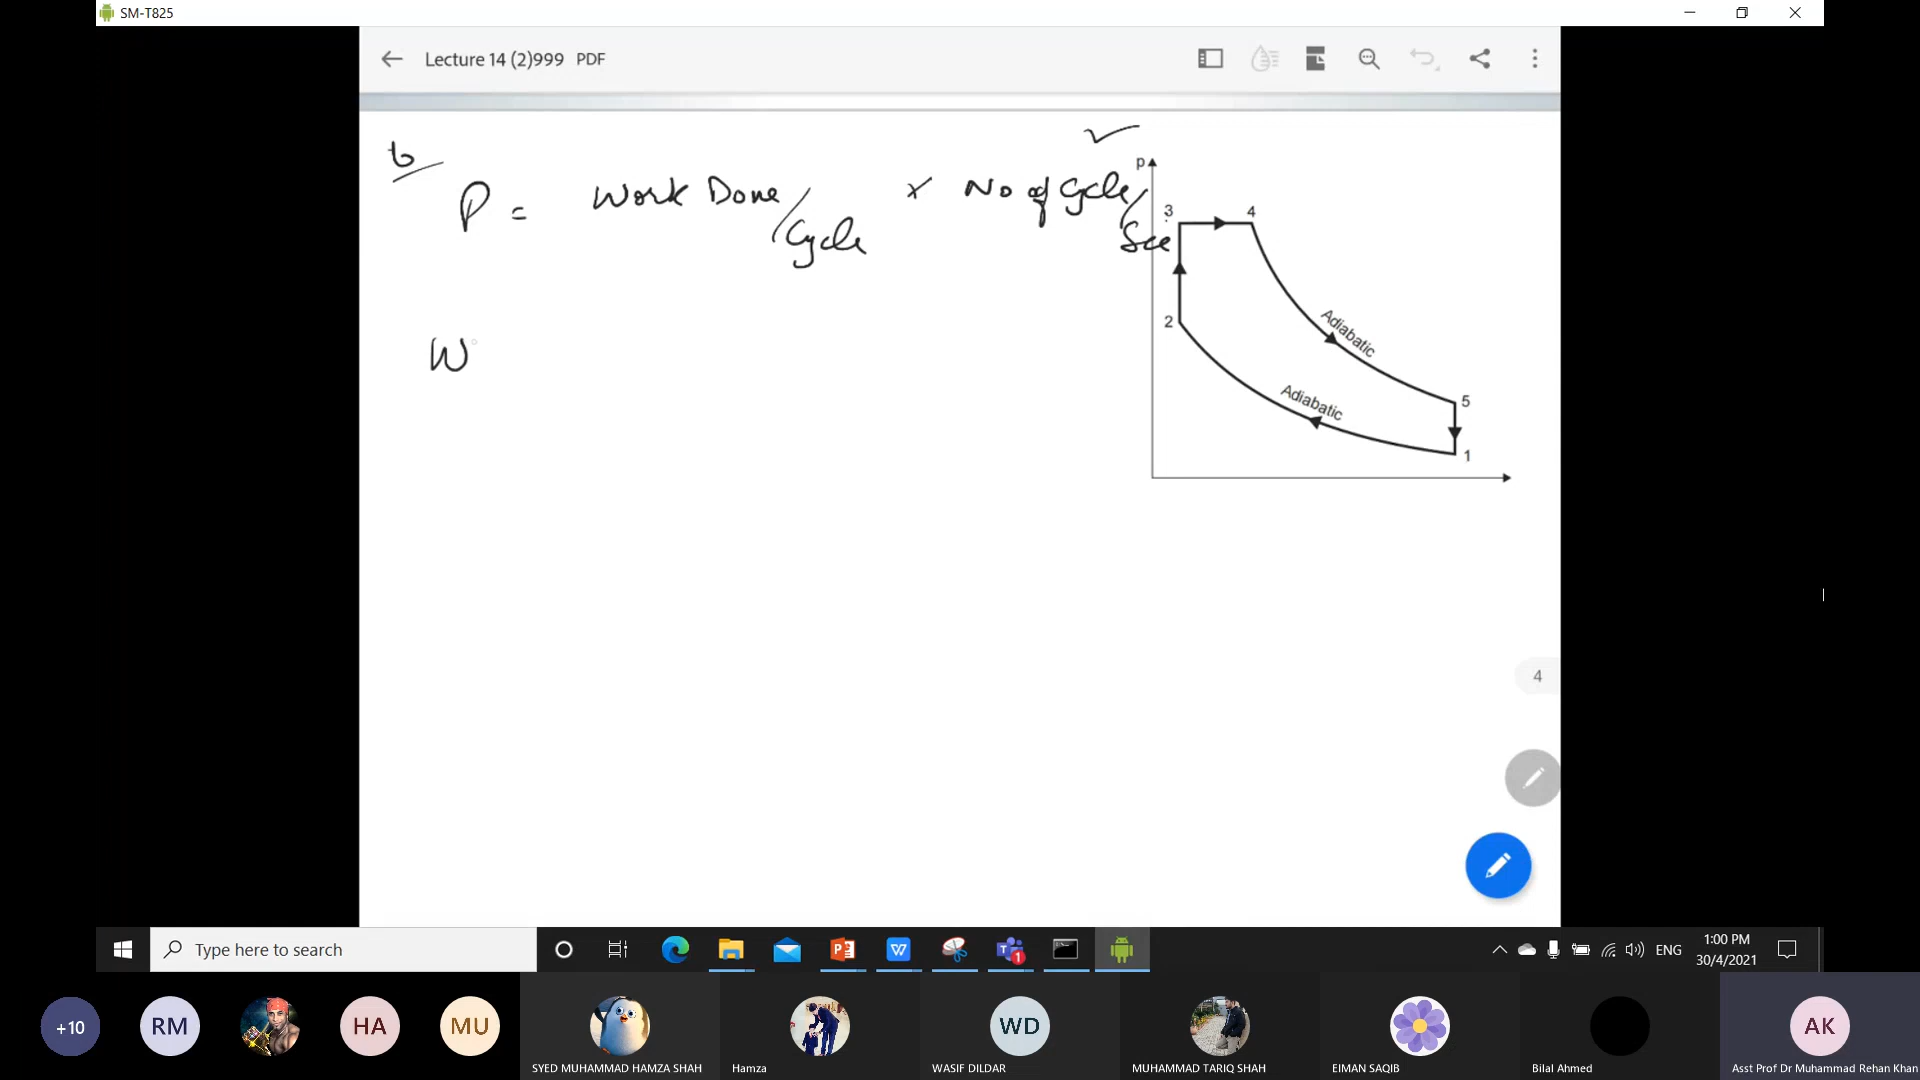 SM-T825
Lecture 14 (2)999 PDF
b
P = Work Done/Cycle × No of Cycle/Sec
W
p
3 4
Adiabatic
2
Adiabatic
5
1
4
Type here to search
1
ENG
1:00 PM
30/4/2021
+10
RM
HA
MU
WD
AK
SYED MUHAMMAD HAMZA SHAH
Hamza
WASIF DILDAR
MUHAMMAD TARIQ SHAH
EIMAN SAQIB
Bilal Ahmed
Asst Prof Dr Muhammad Rehan Khan